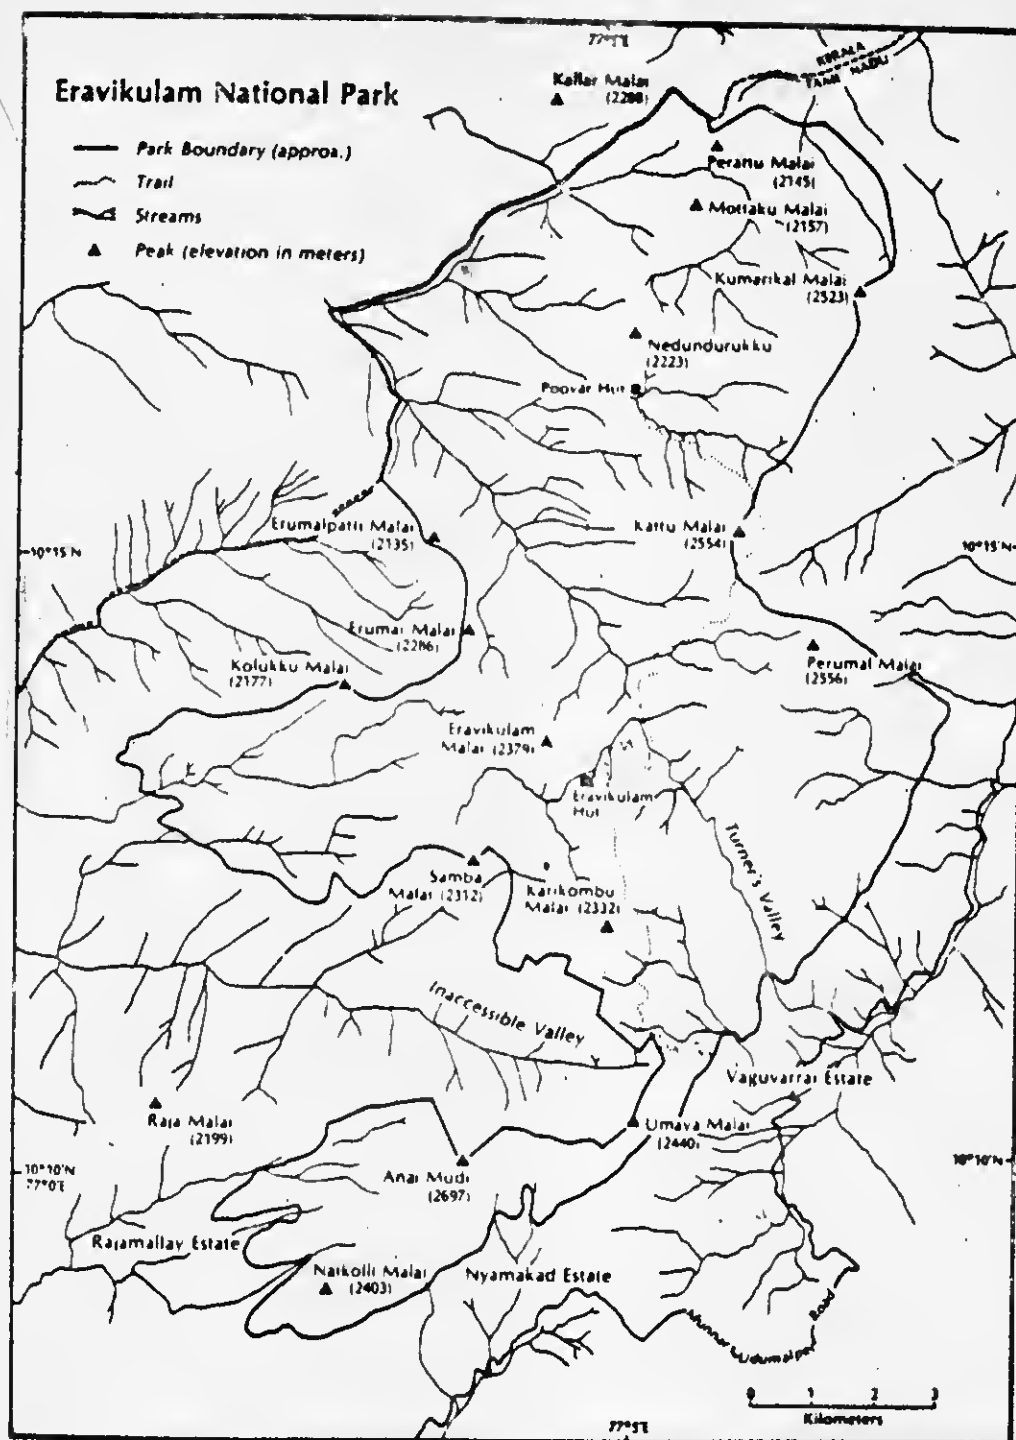 Eravikulam National Park
Park Boundary (approa.)
Trail
Streams
Peak (elevation in meters)
KERALA
TAMIL NADU
Kallar Malai
(2288)
Perattu Malai
(2145)
Mottaku Malai
(2157)
Kumarikal Malai
(2523)
Nedundurukku
(2223)
Poovar Hut
Erumalpatti Malai
(2135)
Kattu Malai
(2554)
10°15'N
10°15'N
Erumai Malai
(2286)
Kolukku Malai
(2177)
Perumal Malai
(2556)
Eravikulam
Malai (2379)
Eravikulam
Hut
Turner's Valley
Samba
Malai (2312)
Karikombu
Malai (2332)
Inaccessible Valley
Vaguvarrai Estate
Raja Malai
(2199)
Umaya Malai
(2440)
Anai Mudi
(2697)
10°10'N
77°0'E
10°10'N
Rajamallay Estate
Naikolli Malai
(2403)
Nyamakad Estate
Munnar Udumalpet Road
0 1 2 3
Kilometers
77°5'E